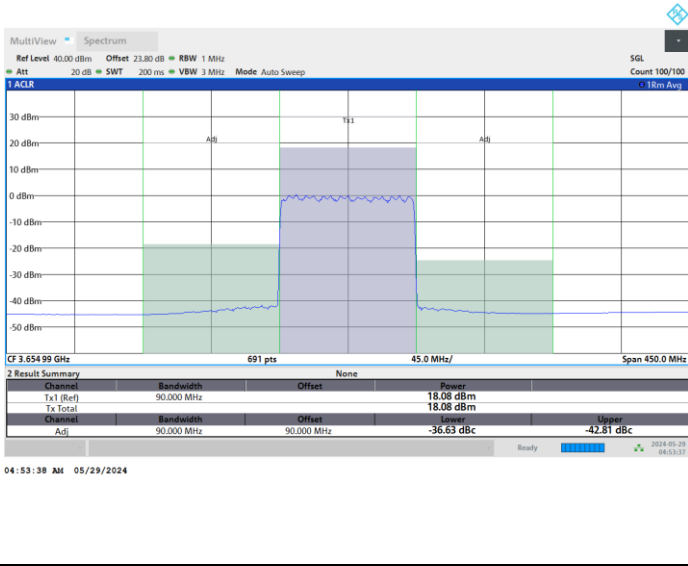 MultiView Spectrum
Ref Level 40.00 dBm Offset 23.80 dB RBW 1 MHz SGL
Att 20 dB SWT 200 ms VBW 3 MHz Mode Auto Sweep Count 100/100
1 ACLR 1Rm Avg
30 dBm
Tx1
20 dBm Adj Adj
10 dBm
0 dBm
-10 dBm
-20 dBm
-30 dBm
-40 dBm
-50 dBm
CF 3.654 99 GHz 691 pts 45.0 MHz/ Span 450.0 MHz
2 Result Summary None
Channel Bandwidth Offset Power
Tx1 (Ref) 90.000 MHz 18.08 dBm
Tx Total 18.08 dBm
Channel Bandwidth Offset Lower Upper
Adj 90.000 MHz 90.000 MHz -36.63 dBc -42.81 dBc
Ready 2024-05-29
04:53:37
04:53:38 AM 05/29/2024